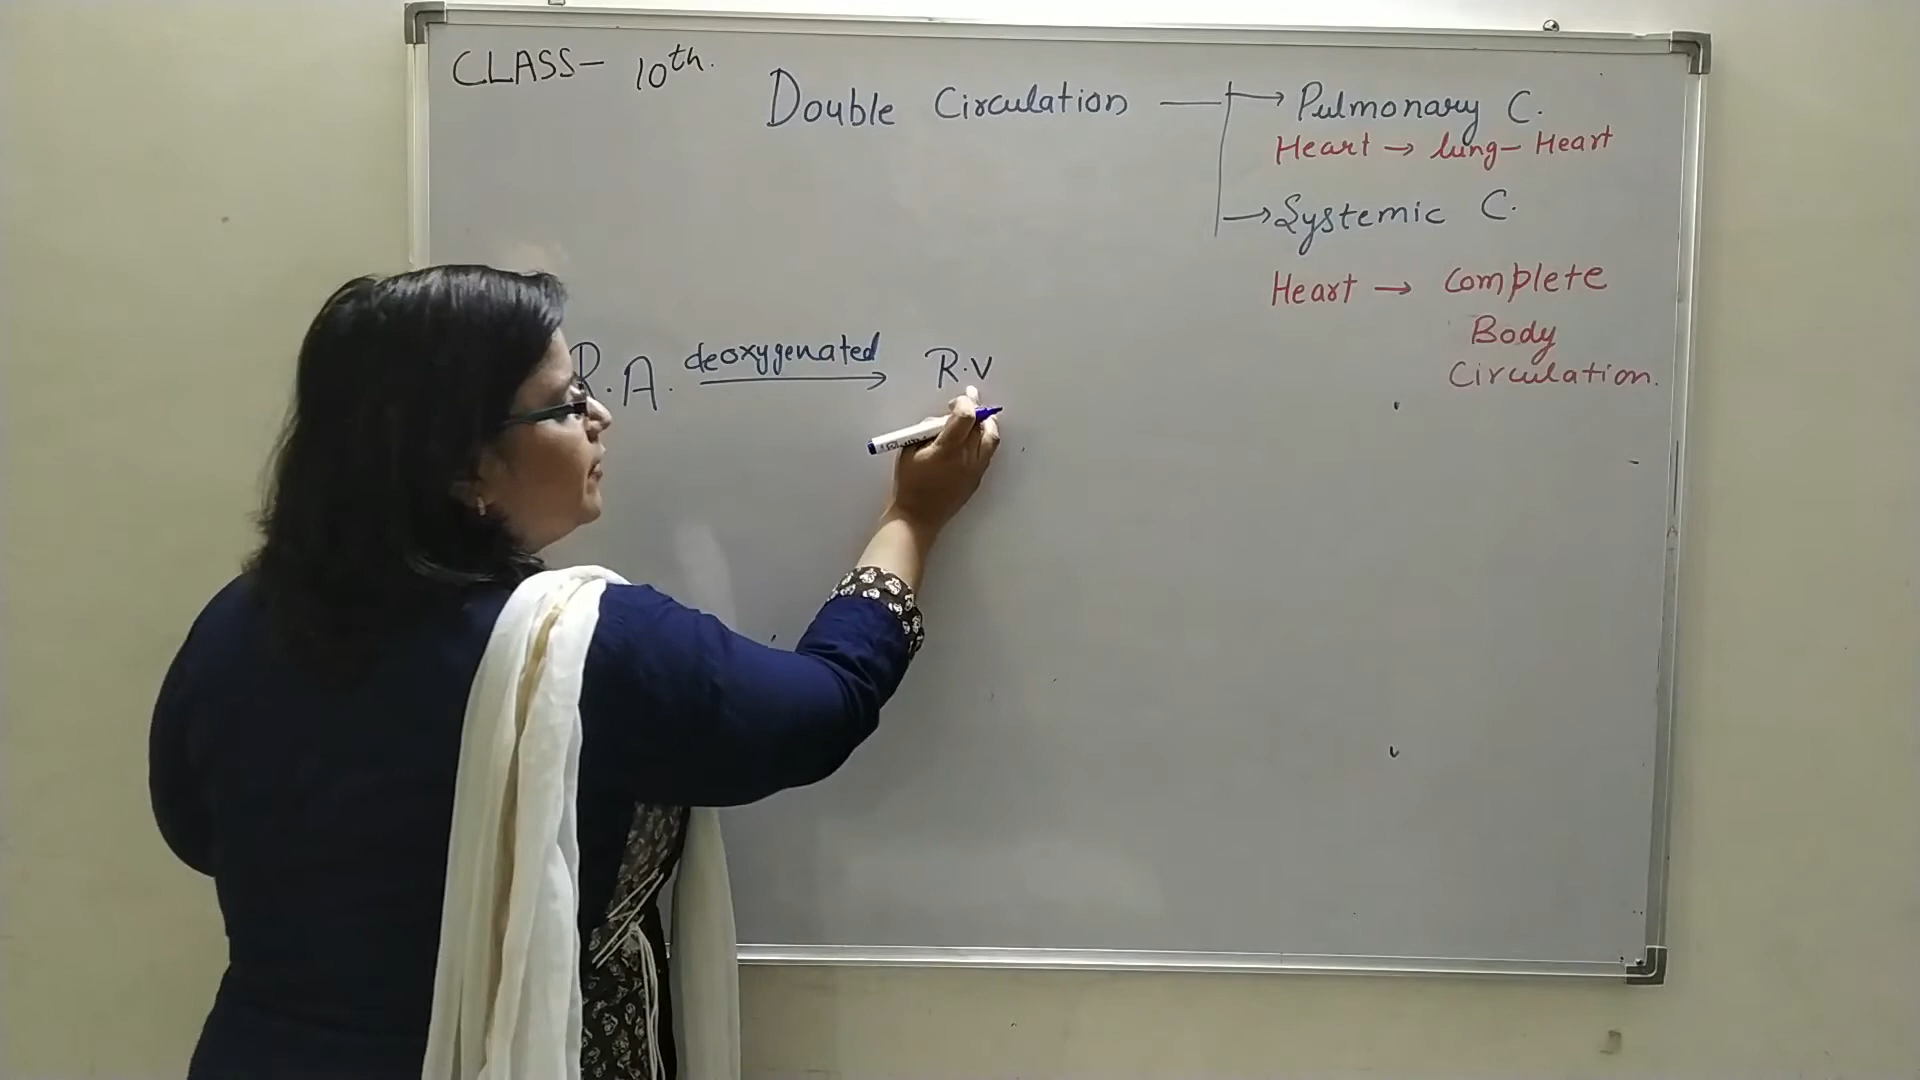 CLASS- 10th.
Double Circulation
Pulmonary C.
Heart → lung- Heart
Systemic C.
Heart → Complete
Body
Circulation.
R.A. deoxygenated R.V